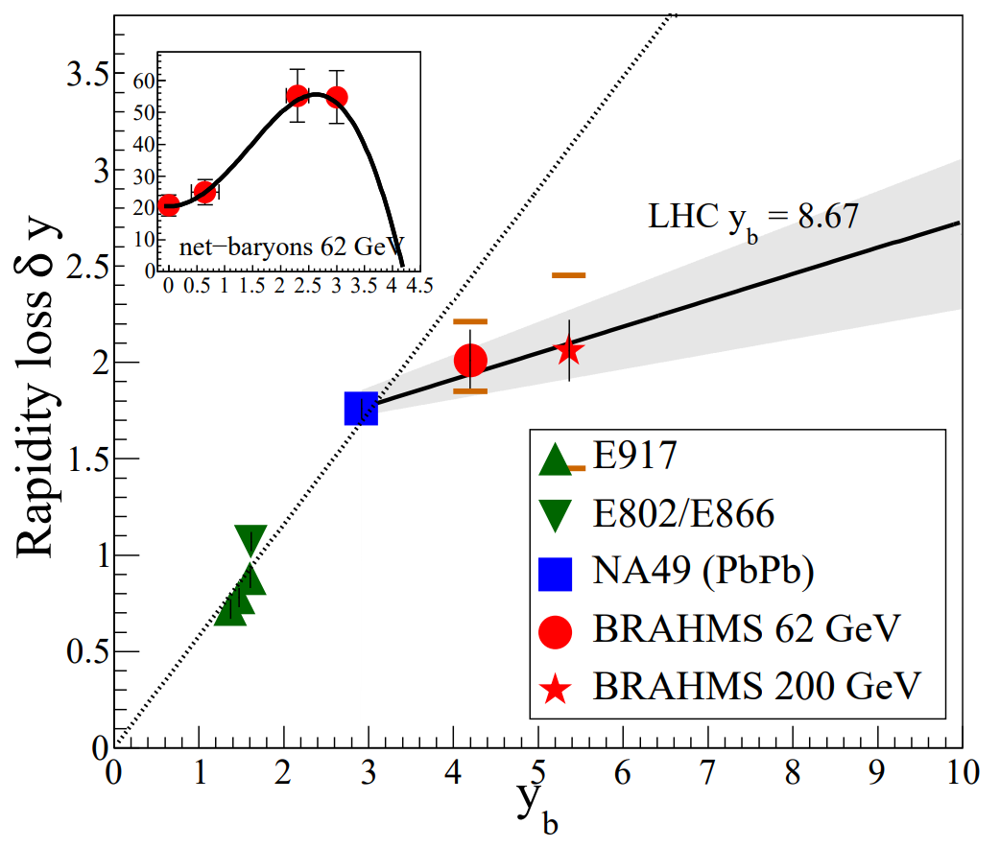 Rapidity loss δ y
3.5
3
2.5
2
1.5
1
0.5
0
60
50
40
30
20
10
0
net−baryons 62 GeV
0 0.5 1 1.5 2 2.5 3 3.5 4 4.5
LHC y_b = 8.67
E917
E802/E866
NA49 (PbPb)
BRAHMS 62 GeV
BRAHMS 200 GeV
0 1 2 3 4 5 6 7 8 9 10
y_b